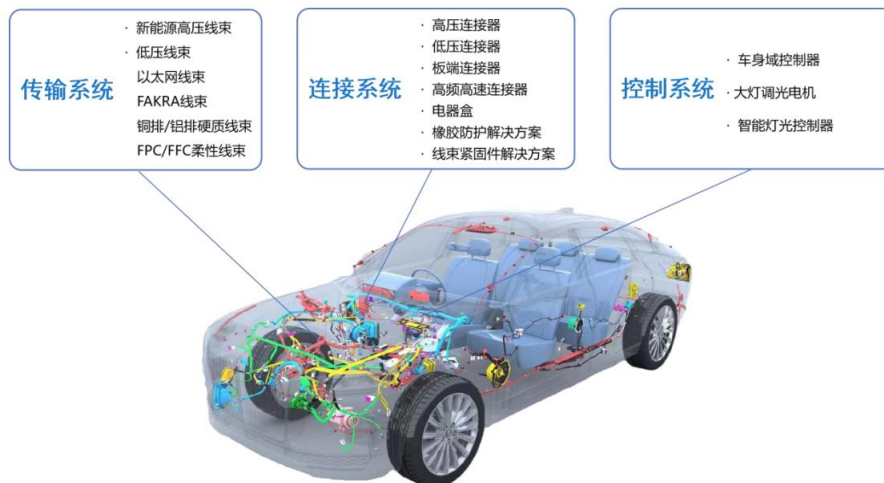 传输系统
· 新能源高压线束
· 低压线束
以太网线束
FAKRA线束
铜排/铝排硬质线束
FPC/FFC柔性线束
连接系统
· 高压连接器
· 低压连接器
· 板端连接器
· 高频高速连接器
· 电器盒
· 橡胶防护解决方案
· 线束紧固件解决方案
控制系统
· 车身域控制器
· 大灯调光电机
· 智能灯光控制器